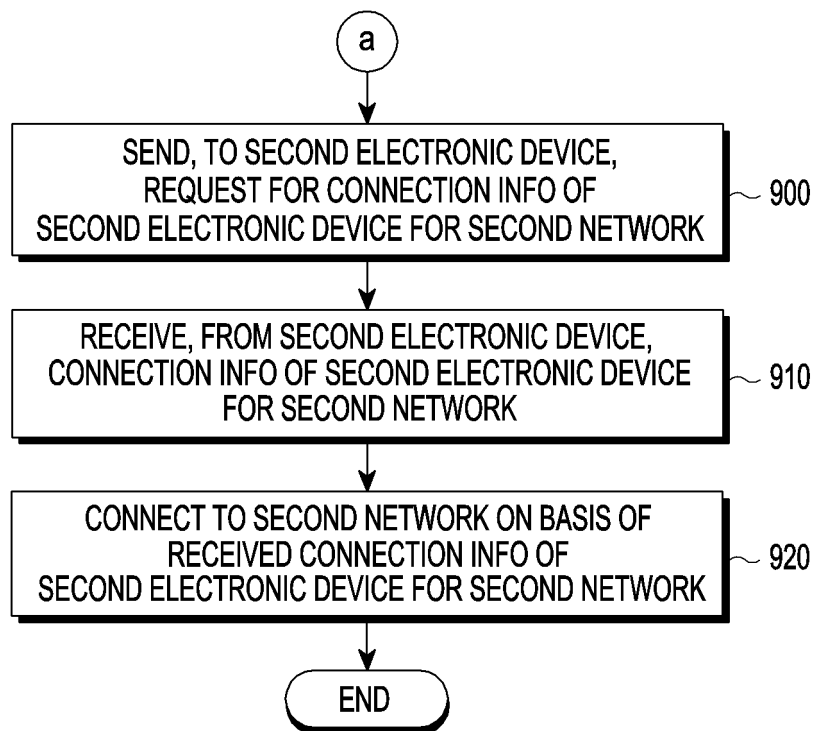 a
SEND, TO SECOND ELECTRONIC DEVICE,
REQUEST FOR CONNECTION INFO OF
SECOND ELECTRONIC DEVICE FOR SECOND NETWORK
900
RECEIVE, FROM SECOND ELECTRONIC DEVICE,
CONNECTION INFO OF SECOND ELECTRONIC DEVICE
FOR SECOND NETWORK
910
CONNECT TO SECOND NETWORK ON BASIS OF
RECEIVED CONNECTION INFO OF
SECOND ELECTRONIC DEVICE FOR SECOND NETWORK
920
END